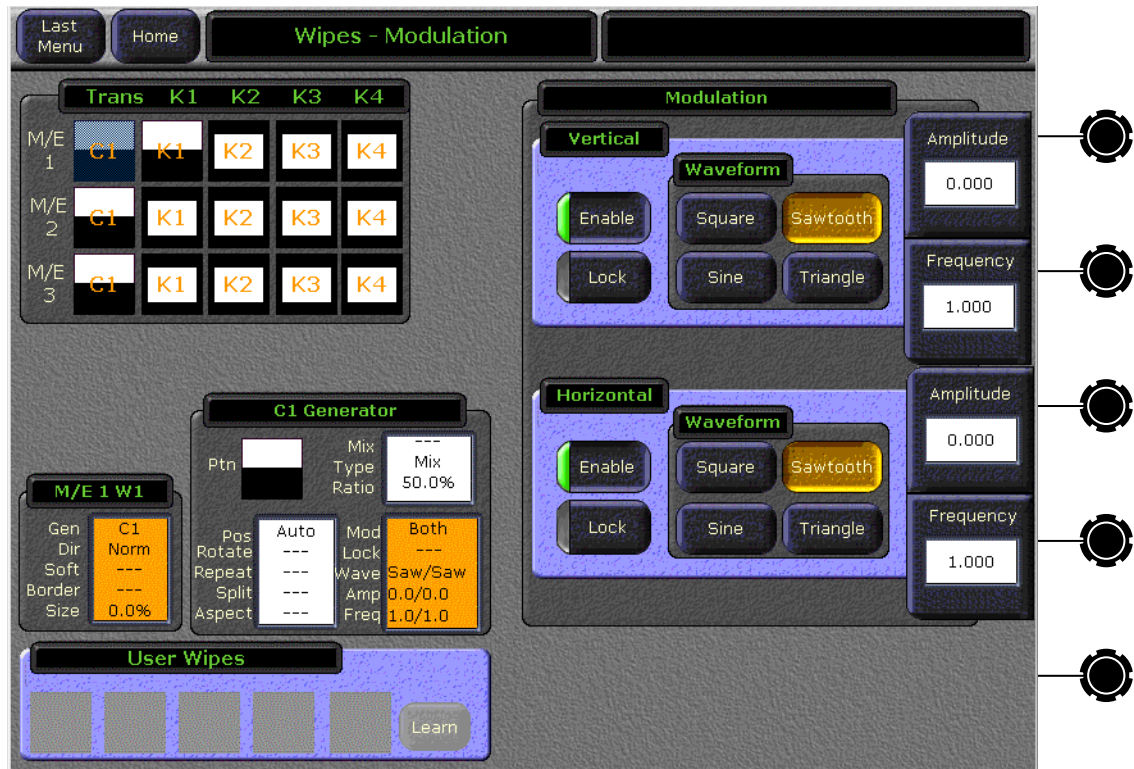 Last Menu
Home
Wipes - Modulation
Trans K1 K2 K3 K4
M/E 1
C1 K1 K2 K3 K4
M/E 2
C1 K1 K2 K3 K4
M/E 3
C1 K1 K2 K3 K4
Modulation
Vertical
Waveform
Enable
Square
Sawtooth
Lock
Sine
Triangle
Amplitude
0.000
Frequency
1.000
Horizontal
Waveform
Enable
Square
Sawtooth
Lock
Sine
Triangle
Amplitude
0.000
Frequency
1.000
C1 Generator
Ptn
Mix ---
Type Mix
Ratio 50.0%
Pos Auto
Rotate ---
Repeat ---
Split ---
Aspect ---
Mod Both
Lock ---
Wave Saw/Saw
Amp 0.0/0.0
Freq 1.0/1.0
M/E 1 W1
Gen C1
Dir Norm
Soft ---
Border ---
Size 0.0%
User Wipes
Learn